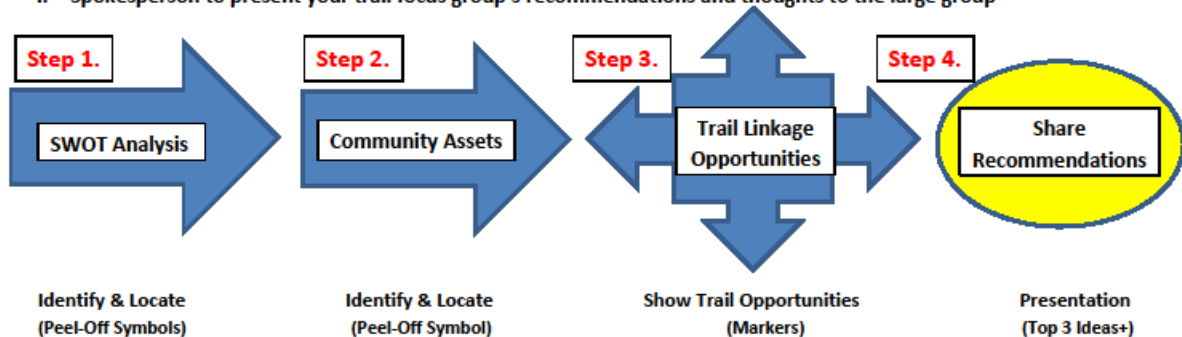 Spokesperson to present your trail focus group's recommendations and thoughts to the large group
Step 1.
Step 2.
Step 3.
Step 4.
SWOT Analysis
Community Assets
Trail Linkage
Opportunities
Share
Recommendations
Identify & Locate
(Peel-Off Symbols)
Identify & Locate
(Peel-Off Symbol)
Show Trail Opportunities
(Markers)
Presentation
(Top 3 Ideas+)